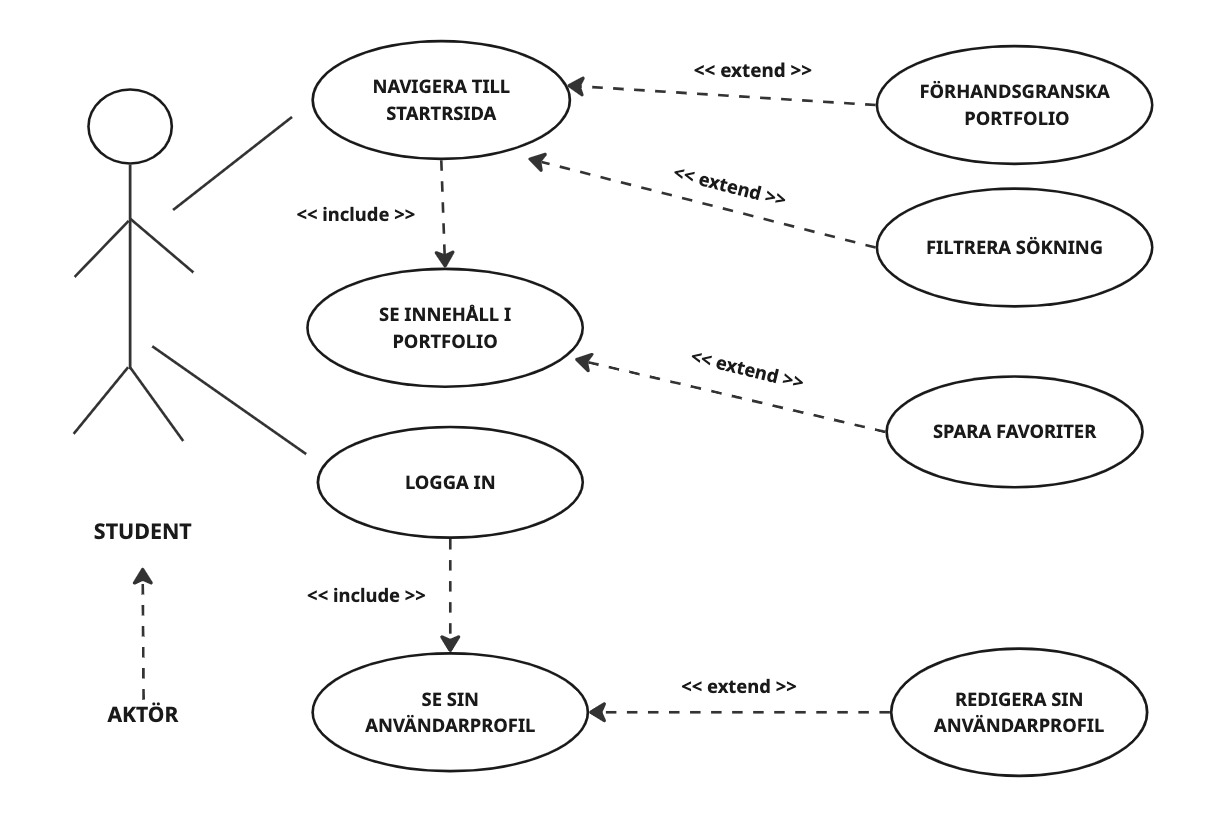 NAVIGERA TILL
STARTRSIDA
<< extend >>
FÖRHANDSGRANSKA
PORTFOLIO
<< extend >>
<< include >>
FILTRERA SÖKNING
SE INNEHÅLL I
PORTFOLIO
<< extend >>
SPARA FAVORITER
LOGGA IN
STUDENT
<< include >>
AKTÖR
SE SIN
ANVÄNDARPROFIL
<< extend >>
REDIGERA SIN
ANVÄNDARPROFIL